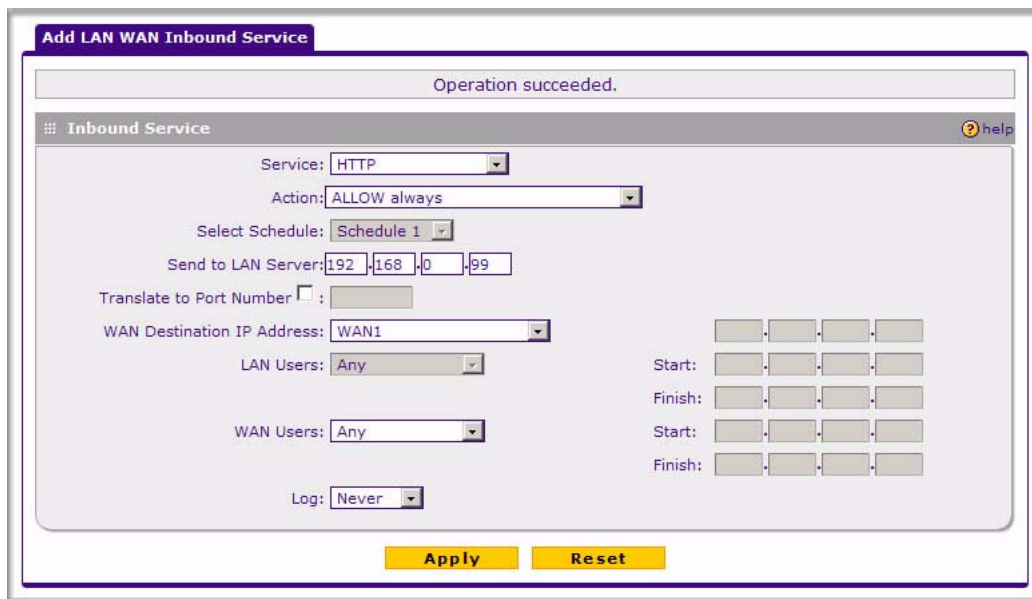 Add LAN WAN Inbound Service
Operation succeeded.
Inbound Service
help
Service: HTTP
Action: ALLOW always
Select Schedule: Schedule 1
Send to LAN Server: 192 .168 .0 .99
Translate to Port Number :
WAN Destination IP Address: WAN1
LAN Users: Any Start:
Finish:
WAN Users: Any Start:
Finish:
Log: Never
Apply Reset